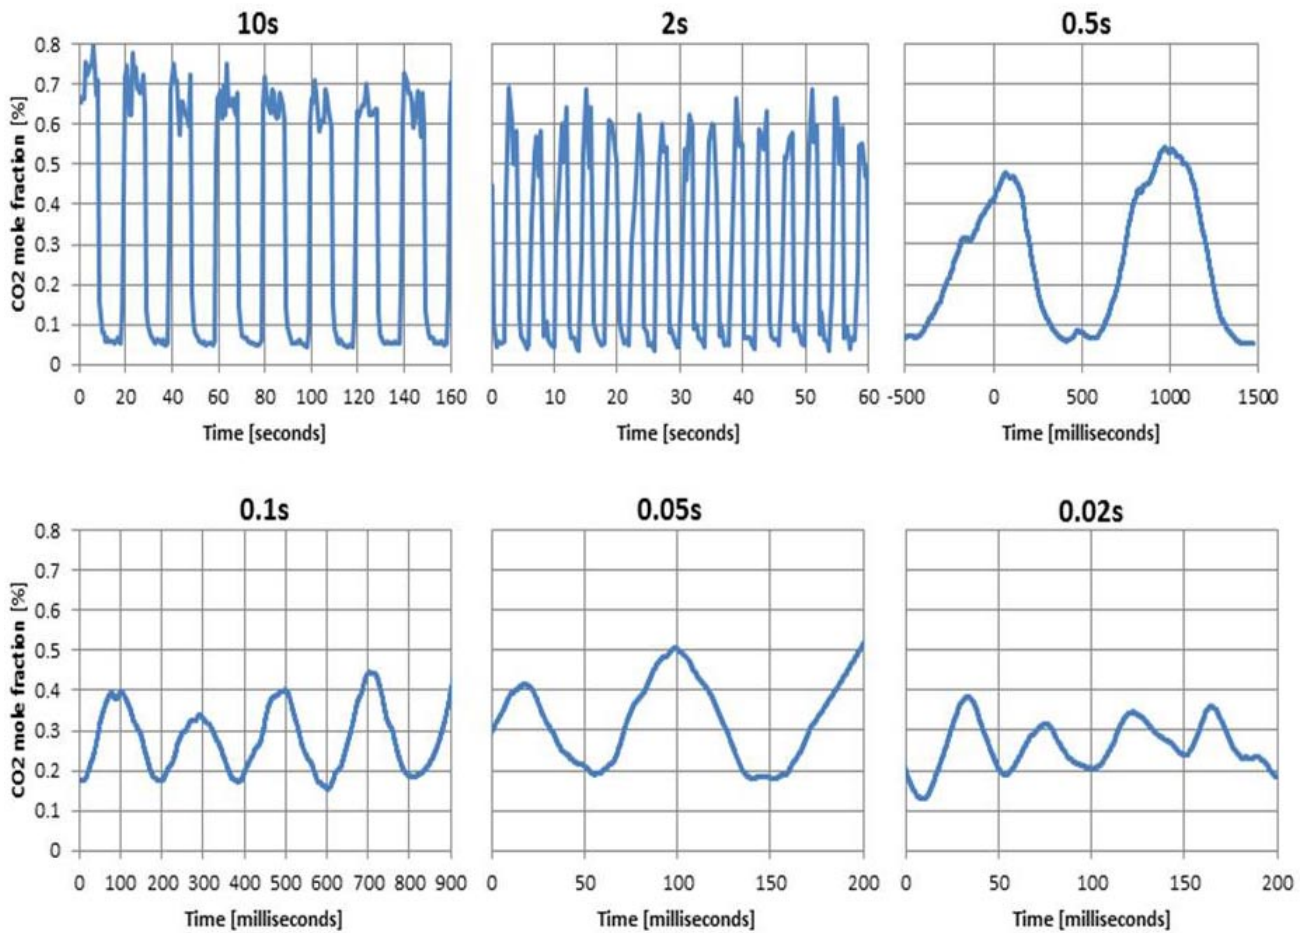 10s 2s 0.5s
CO2 mole fraction [%]
0.8
0.7
0.6
0.5
0.4
0.3
0.2
0.1
0
0 20 40 60 80 100 120 140 160 0 10 20 30 40 50 60 -500 0 500 1000 1500
Time [seconds] Time [seconds] Time [milliseconds]
0.1s 0.05s 0.02s
CO2 mole fraction [%]
0.8
0.7
0.6
0.5
0.4
0.3
0.2
0.1
0
0 100 200 300 400 500 600 700 800 900 0 50 100 150 200 0 50 100 150 200
Time [milliseconds] Time [milliseconds] Time [milliseconds]